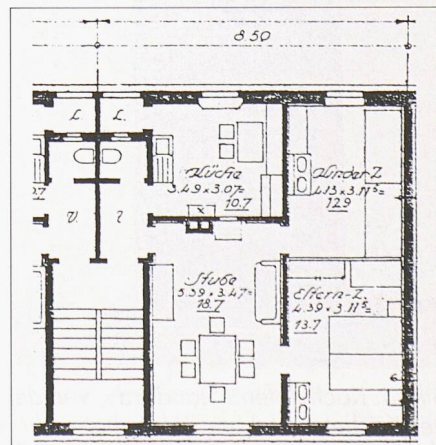 8.50
L.
L.
Küche
3.49 x 3.07=
10.7
Kinder-Z.
4.13 x 3.11⁵=
12.9
V.
Stube
5.39 x 3.47=
18.7
Eltern-Z.
4.39 x 3.11⁵=
13.7